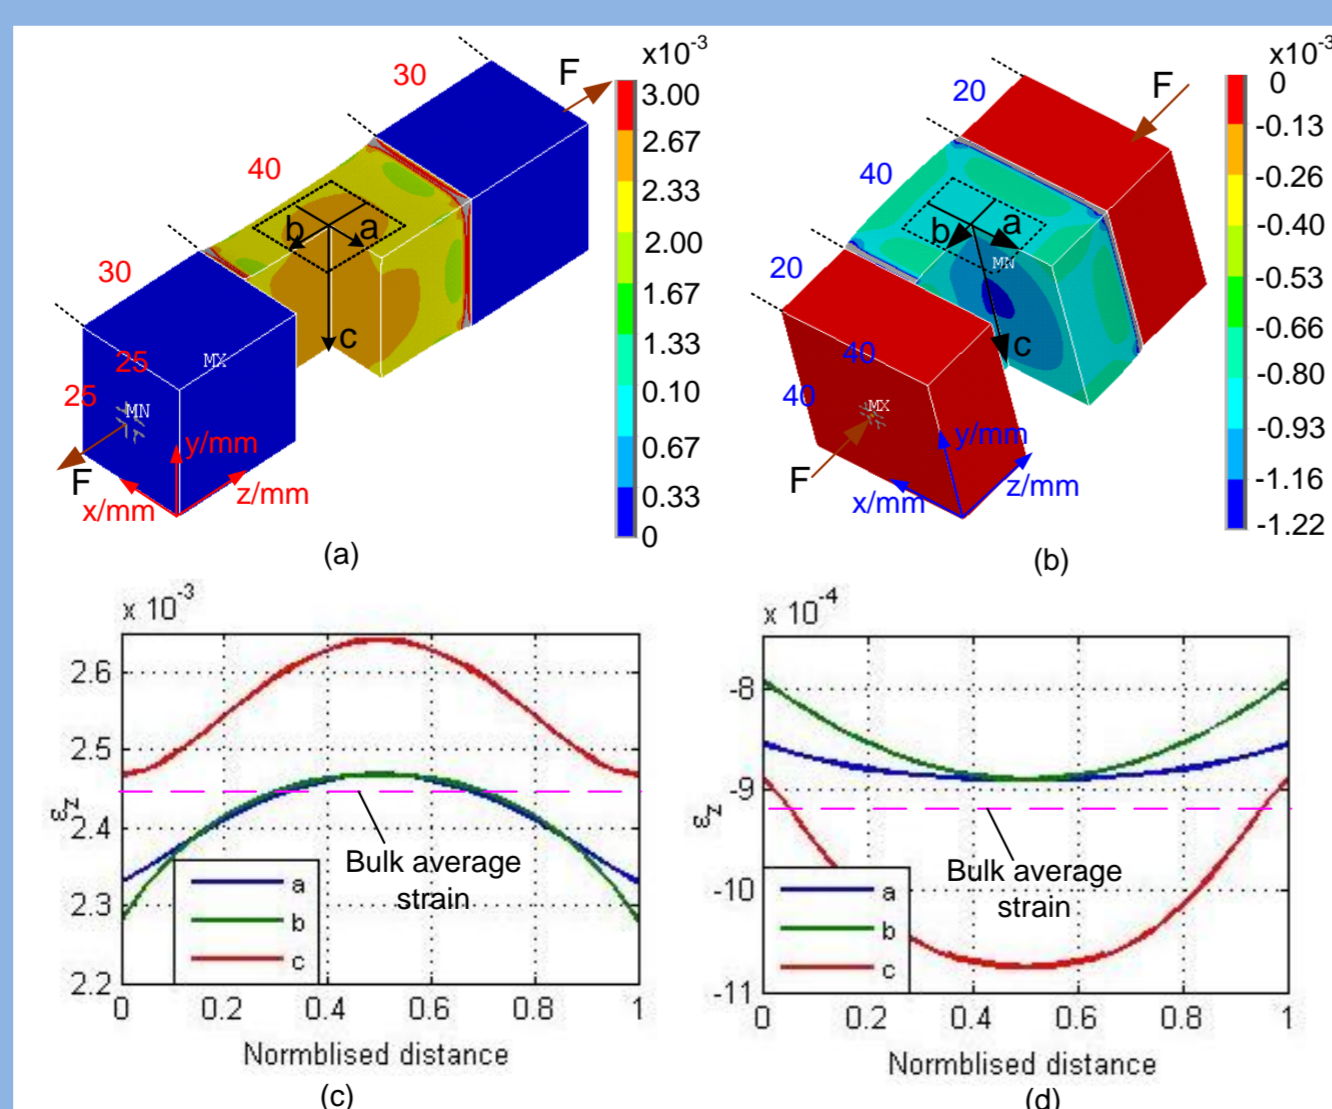 x10⁻³
F
30
3.00
2.67
40
2.33
b
a
2.00
30
1.67
c
1.33
25
MX
0.10
25
MN
0.67
y/mm
F
0.33
x/mm
z/mm
0
(a)
x10⁻³
0
F
20
-0.13
-0.26
40
-0.40
b
a
-0.53
MN
20
-0.66
c
40
-0.80
40
MX
-0.93
y/mm
-1.16
F
x/mm
z/mm
-1.22
(b)
x 10⁻³
2.6
2.5
εz
2.4
Bulk average
strain
a
b
c
2.3
2.2
0 0.2 0.4 0.6 0.8 1
Normblised distance
(c)
x 10⁻⁴
-8
-9
εz
Bulk average
strain
a
b
c
-10
-11
0 0.2 0.4 0.6 0.8 1
Normblised distance
(d)